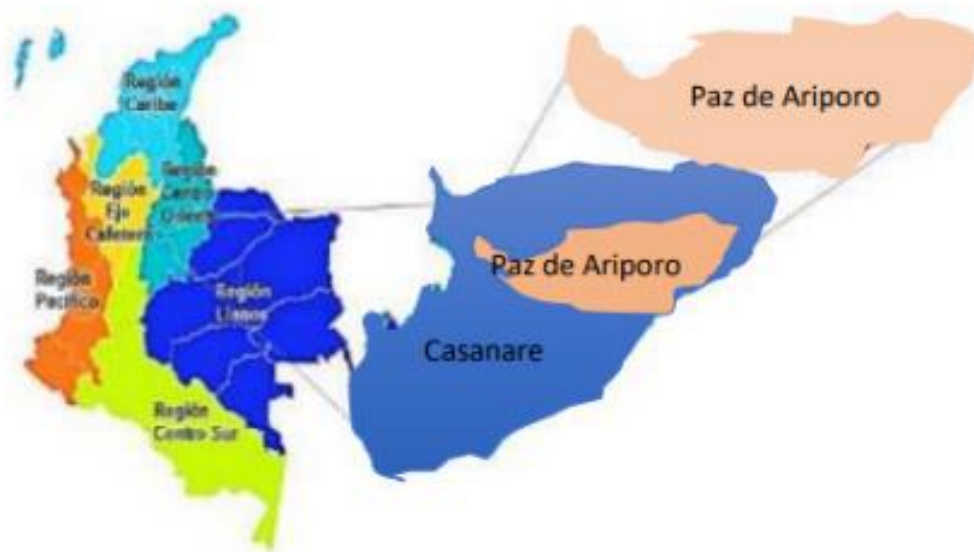 Región
Caribe
Región
Centro
Oriente
Región
Eje
Cafetero
Región
Pacífico
Región
Llanos
Región
Centro Sur
Paz de Ariporo
Paz de Ariporo
Casanare